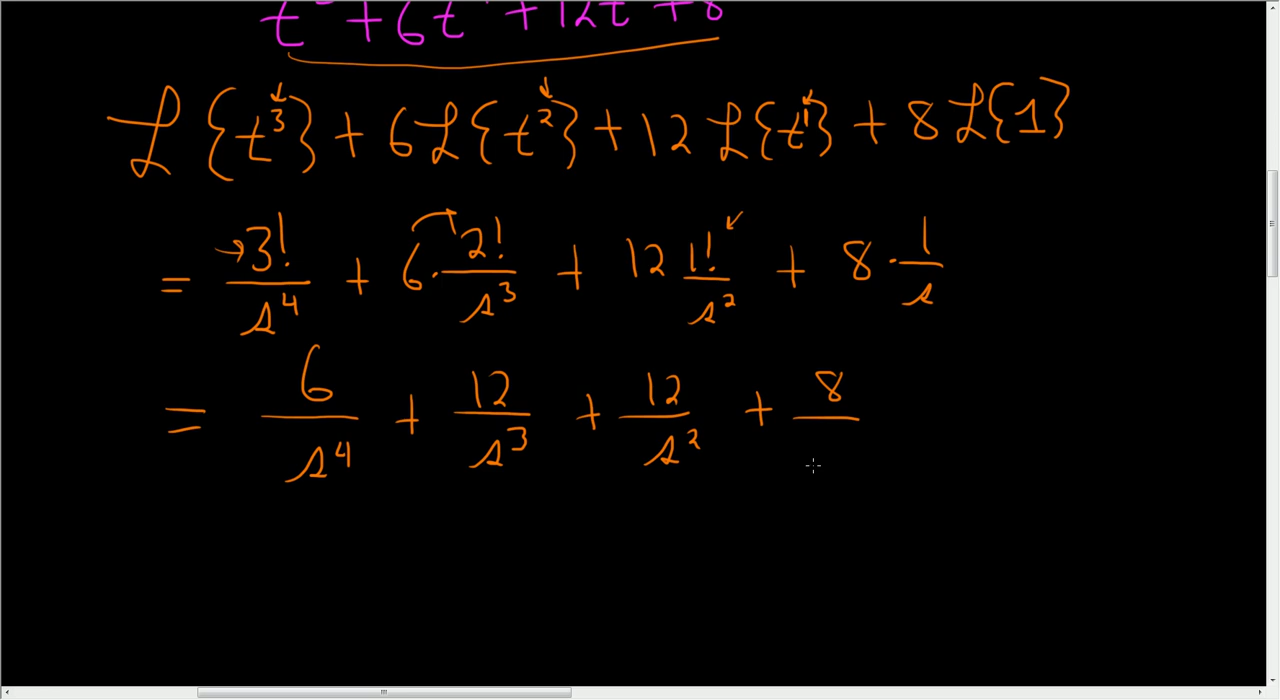 t³ + 6t² + 12t + 8
ℒ{t³} + 6ℒ{t²} + 12ℒ{t¹} + 8ℒ{1}
= 3!/s⁴ + 6·2!/s³ + 12 1!/s² + 8·1/s
= 6/s⁴ + 12/s³ + 12/s² + 8/